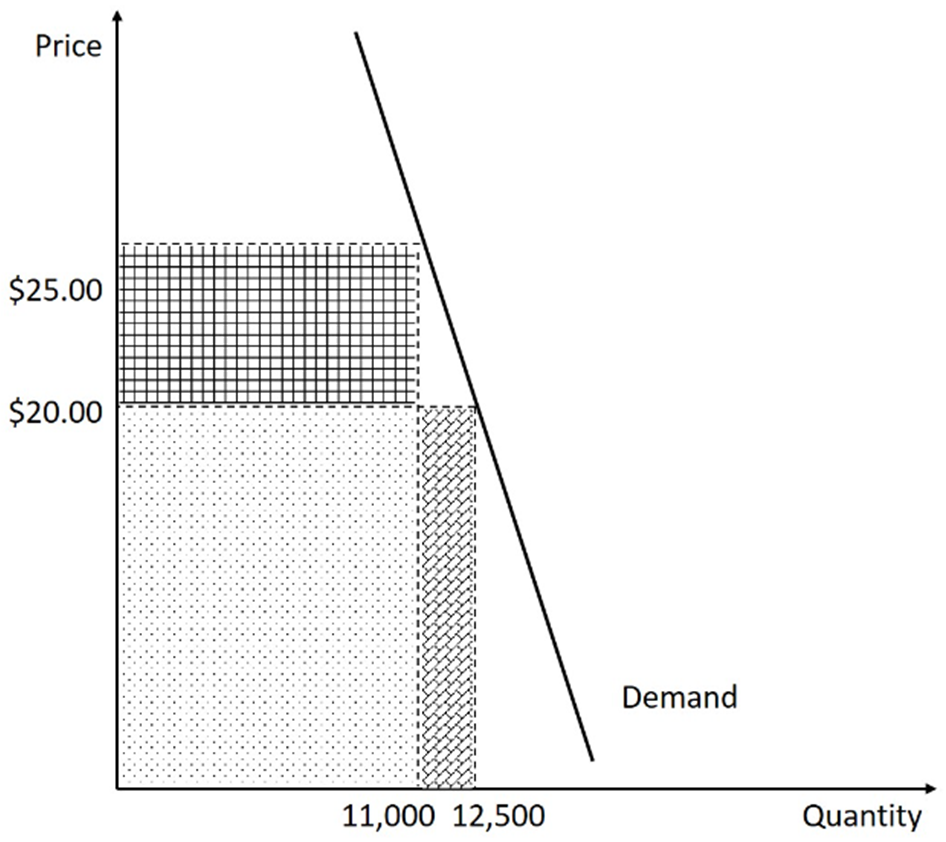 Price
$25.00
$20.00
Demand
11,000 12,500
Quantity